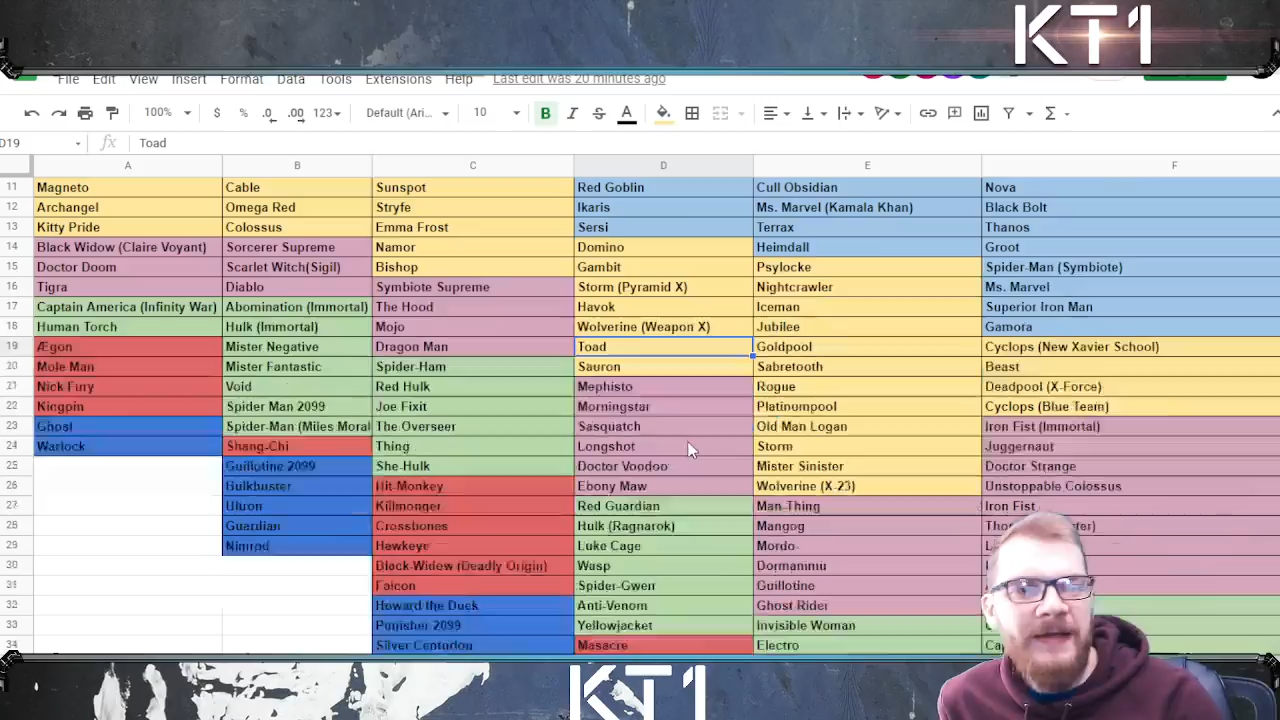 KT1
File Edit View Insert Format Data Tools Extensions Help Last edit was 20 minutes ago
100% $ % .0 .00 123 Default (Ari... 10 B I S A
D19 fx Toad
A B C D E F
11 Magneto Cable Sunspot Red Goblin Cull Obsidian Nova
12 Archangel Omega Red Stryfe Ikaris Ms. Marvel (Kamala Khan) Black Bolt
13 Kitty Pride Colossus Emma Frost Sersi Terrax Thanos
14 Black Widow (Claire Voyant) Sorcerer Supreme Namor Domino Heimdall Groot
15 Doctor Doom Scarlet Witch(Sigil) Bishop Gambit Psylocke Spider-Man (Symbiote)
16 Tigra Diablo Symbiote Supreme Storm (Pyramid X) Nightcrawler Ms. Marvel
17 Captain America (Infinity War) Abomination (Immortal) The Hood Havok Iceman Superior Iron Man
18 Human Torch Hulk (Immortal) Mojo Wolverine (Weapon X) Jubilee Gamora
19 Ægon Mister Negative Dragon Man Toad Goldpool Cyclops (New Xavier School)
20 Mole Man Mister Fantastic Spider-Ham Sauron Sabretooth Beast
21 Nick Fury Void Red Hulk Mephisto Rogue Deadpool (X-Force)
22 Kingpin Spider Man 2099 Joe Fixit Morningstar Platinumpool Cyclops (Blue Team)
23 Ghost Spider-Man (Miles Moral The Overseer Sasquatch Old Man Logan Iron Fist (Immortal)
24 Warlock Shang-Chi Thing Longshot Storm Juggernaut
25 Guillotine 2099 She-Hulk Doctor Voodoo Mister Sinister Doctor Strange
26 Hulkbuster Hit-Monkey Ebony Maw Wolverine (X-23) Unstoppable Colossus
27 Ultron Killmonger Red Guardian Man-Thing Iron Fist
28 Guardian Crossbones Hulk (Ragnarok) Mangog
29 Nimrod Hawkeye Luke Cage Mordo
30 Black Widow (Deadly Origin) Wasp Dormammu
31 Falcon Spider-Gwen Guillotine
32 Howard the Duck Anti-Venom Ghost Rider
33 Punisher 2099 Yellowjacket Invisible Woman
34 Silver Centurion Masacre Electro
KT1